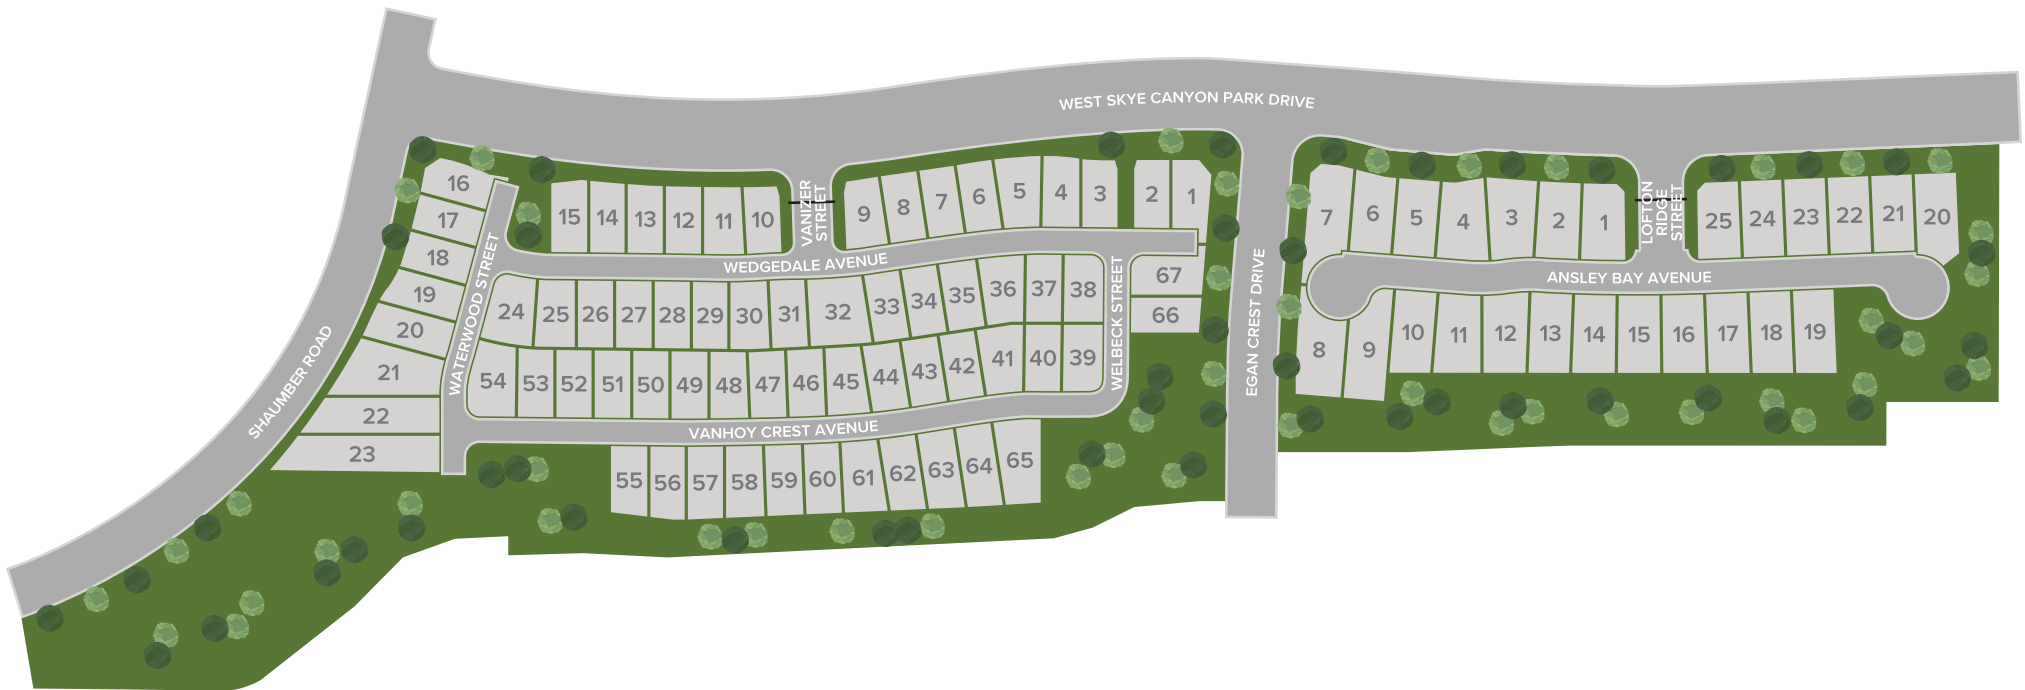 WEST SKYE CANYON PARK DRIVE
SHAUMBER ROAD
WATERWOOD STREET
VANIZER
STREET
WEDGEDALE AVENUE
WELBECK STREET
VANHOY CREST AVENUE
EGAN CREST DRIVE
LOFTON
RIDGE
STREET
ANSLEY BAY AVENUE
16
17
18
19
20
21
22
23
15 14 13 12 11 10
9 8 7 6 5 4 3 2 1
24 25 26 27 28 29 30 31 32 33 34 35 36 37 38
67
66
54 53 52 51 50 49 48 47 46 45 44 43 42 41 40 39
55 56 57 58 59 60 61 62 63 64 65
7 6 5 4 3 2 1
25 24 23 22 21 20
8 9 10 11 12 13 14 15 16 17 18 19